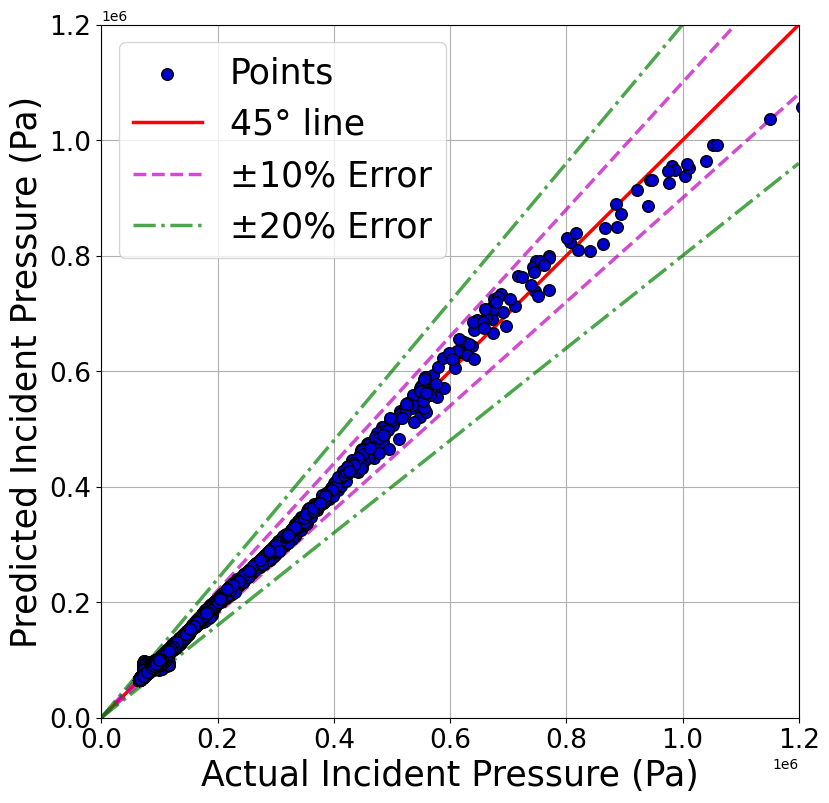 1e6
1.2
1.0
0.8
0.6
0.4
0.2
0.0
Predicted Incident Pressure (Pa)
Points
45° line
±10% Error
±20% Error
0.0 0.2 0.4 0.6 0.8 1.0 1.2
1e6
Actual Incident Pressure (Pa)